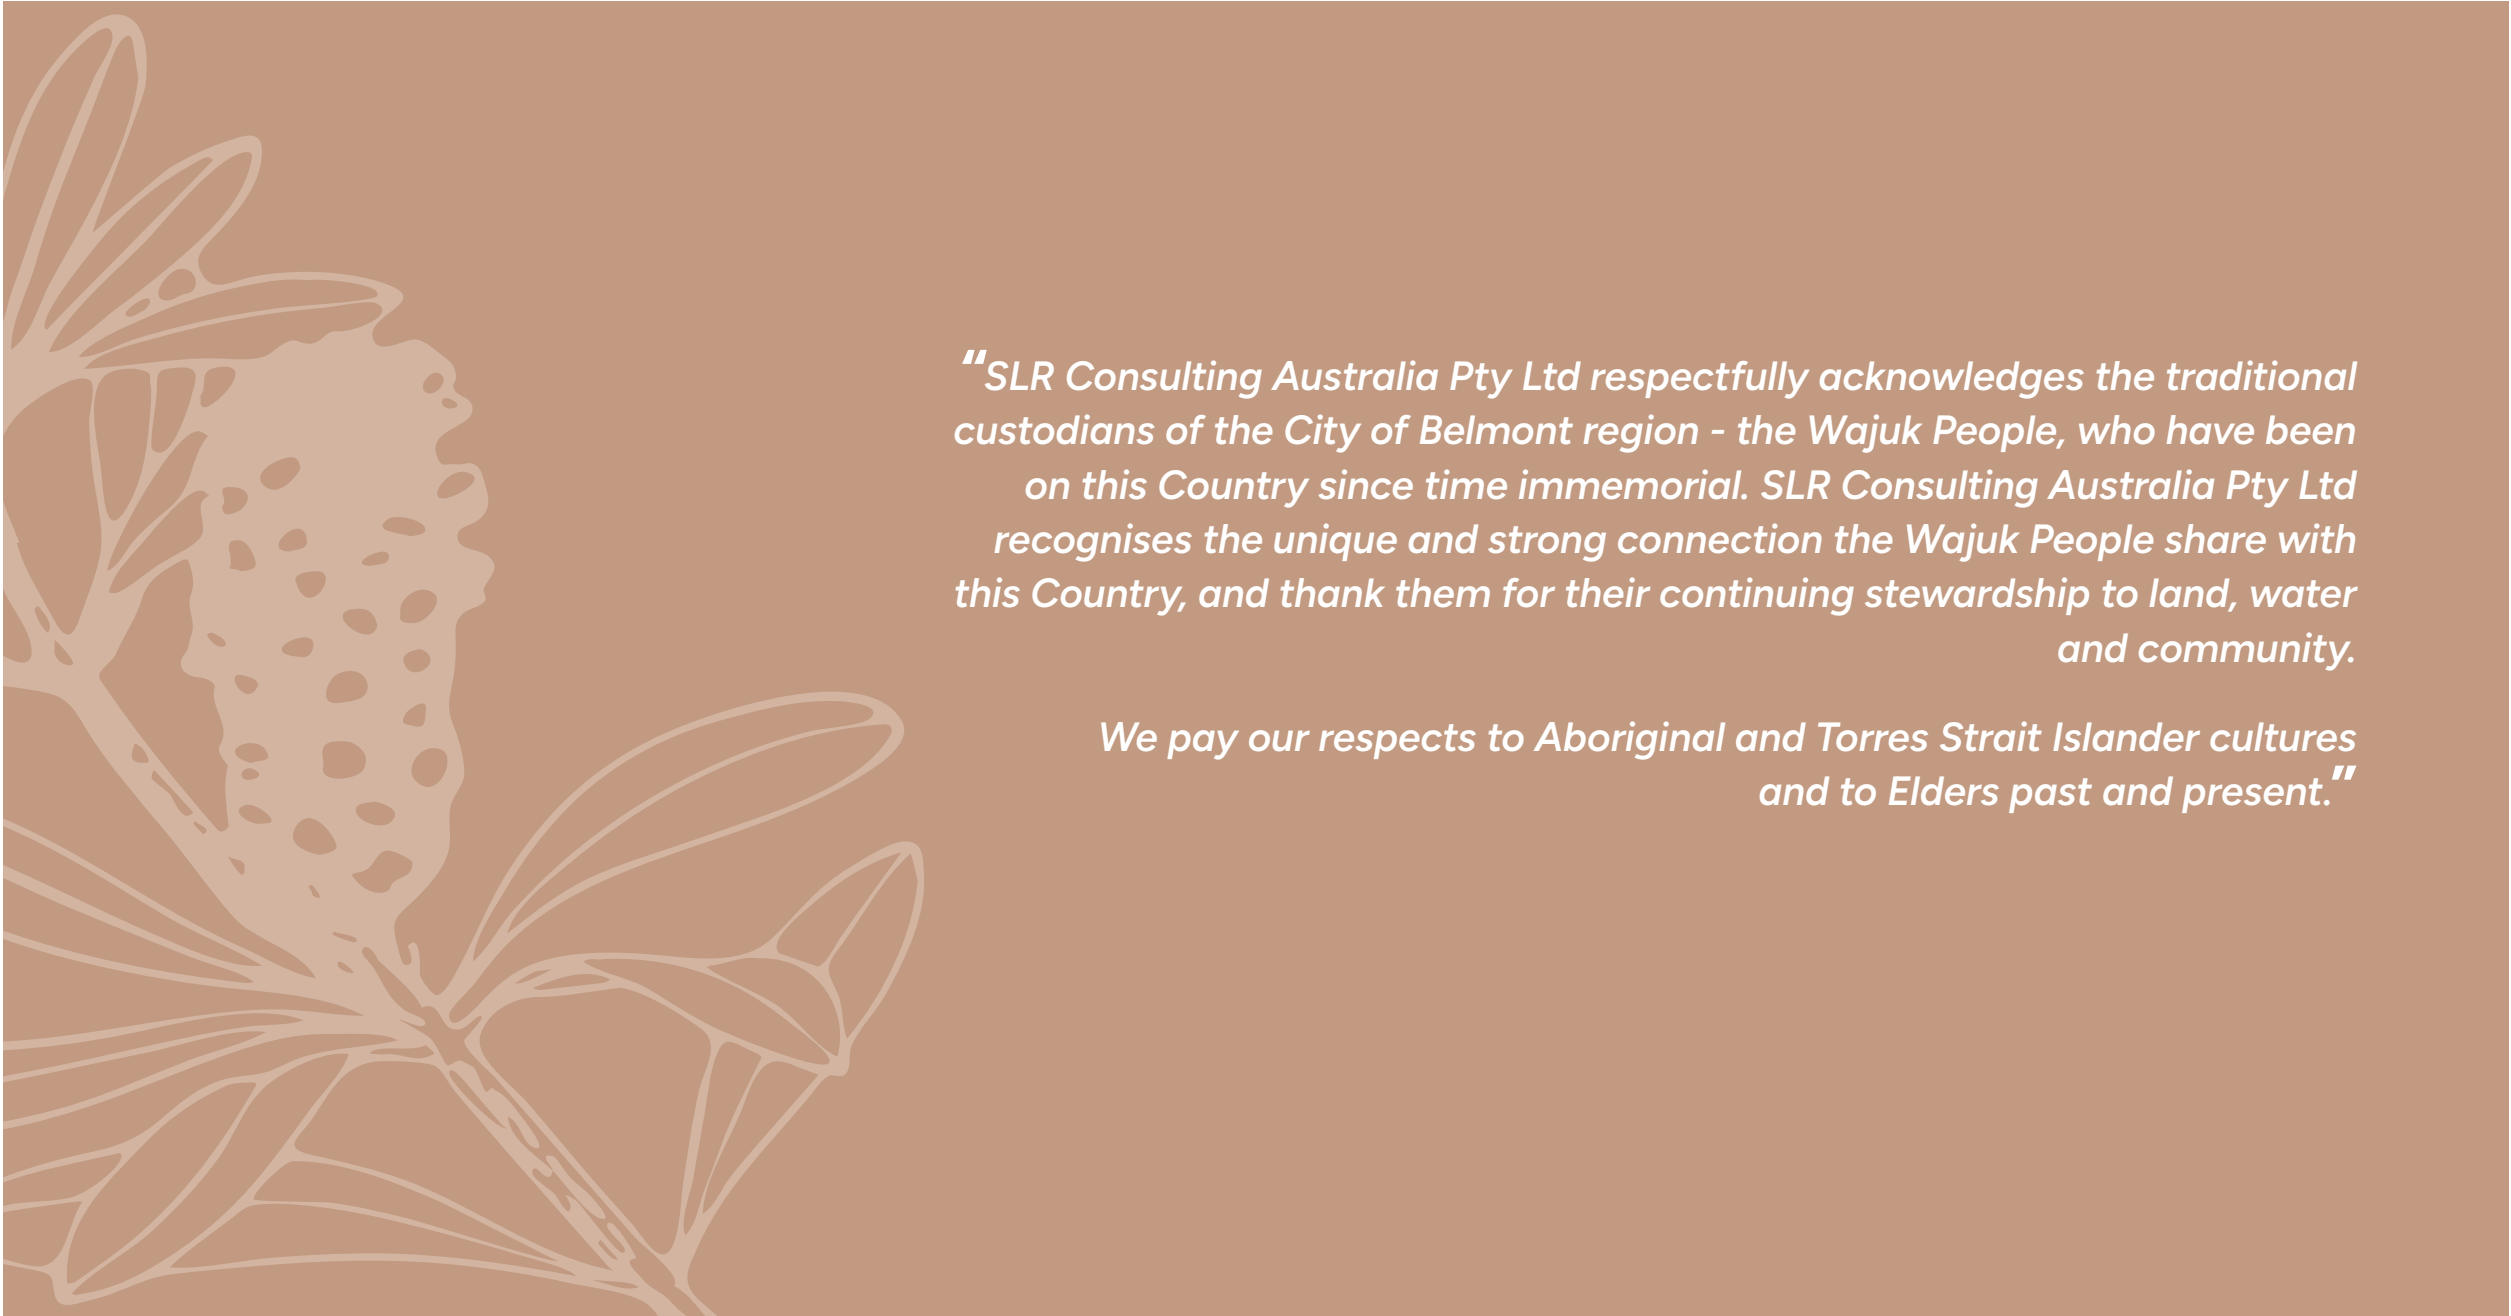 “SLR Consulting Australia Pty Ltd respectfully acknowledges the traditional
custodians of the City of Belmont region - the Wajuk People, who have been
on this Country since time immemorial. SLR Consulting Australia Pty Ltd
recognises the unique and strong connection the Wajuk People share with
this Country, and thank them for their continuing stewardship to land, water
and community.
We pay our respects to Aboriginal and Torres Strait Islander cultures
and to Elders past and present.”